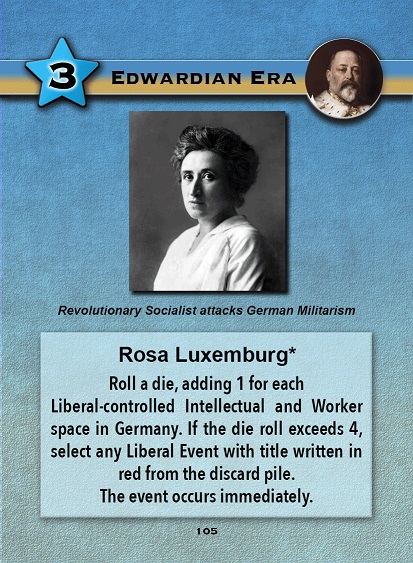 3
EDWARDIAN ERA
Revolutionary Socialist attacks German Militarism
Rosa Luxemburg*
Roll a die, adding 1 for each
Liberal-controlled Intellectual and Worker
space in Germany. If the die roll exceeds 4,
select any Liberal Event with title written in
red from the discard pile.
The event occurs immediately.
105